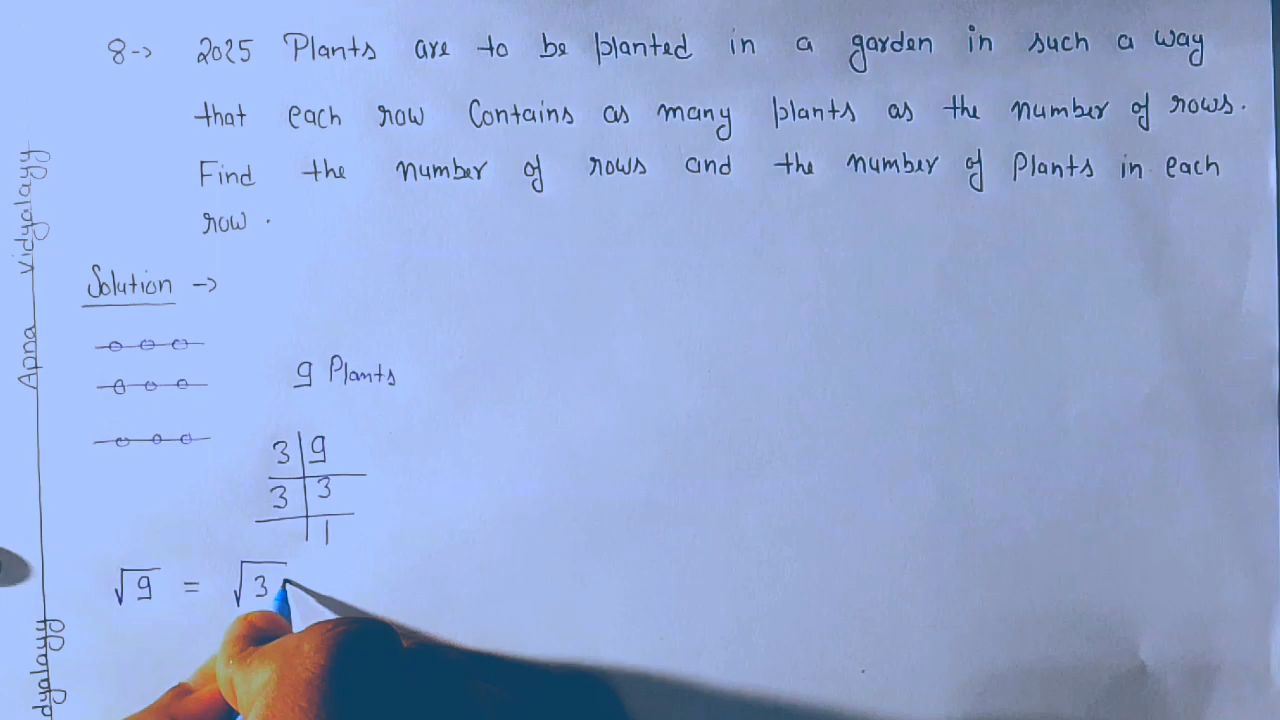 8-> 2025 Plants are to be planted in a garden in such a way
that each row Contains as many plants as the number of rows.
Find the number of rows and the number of Plants in each
row.
Solution ->
9 Plants
3 | 9
3 | 3
1
√9 = √3
Apna Vidyalayy
dyalayy